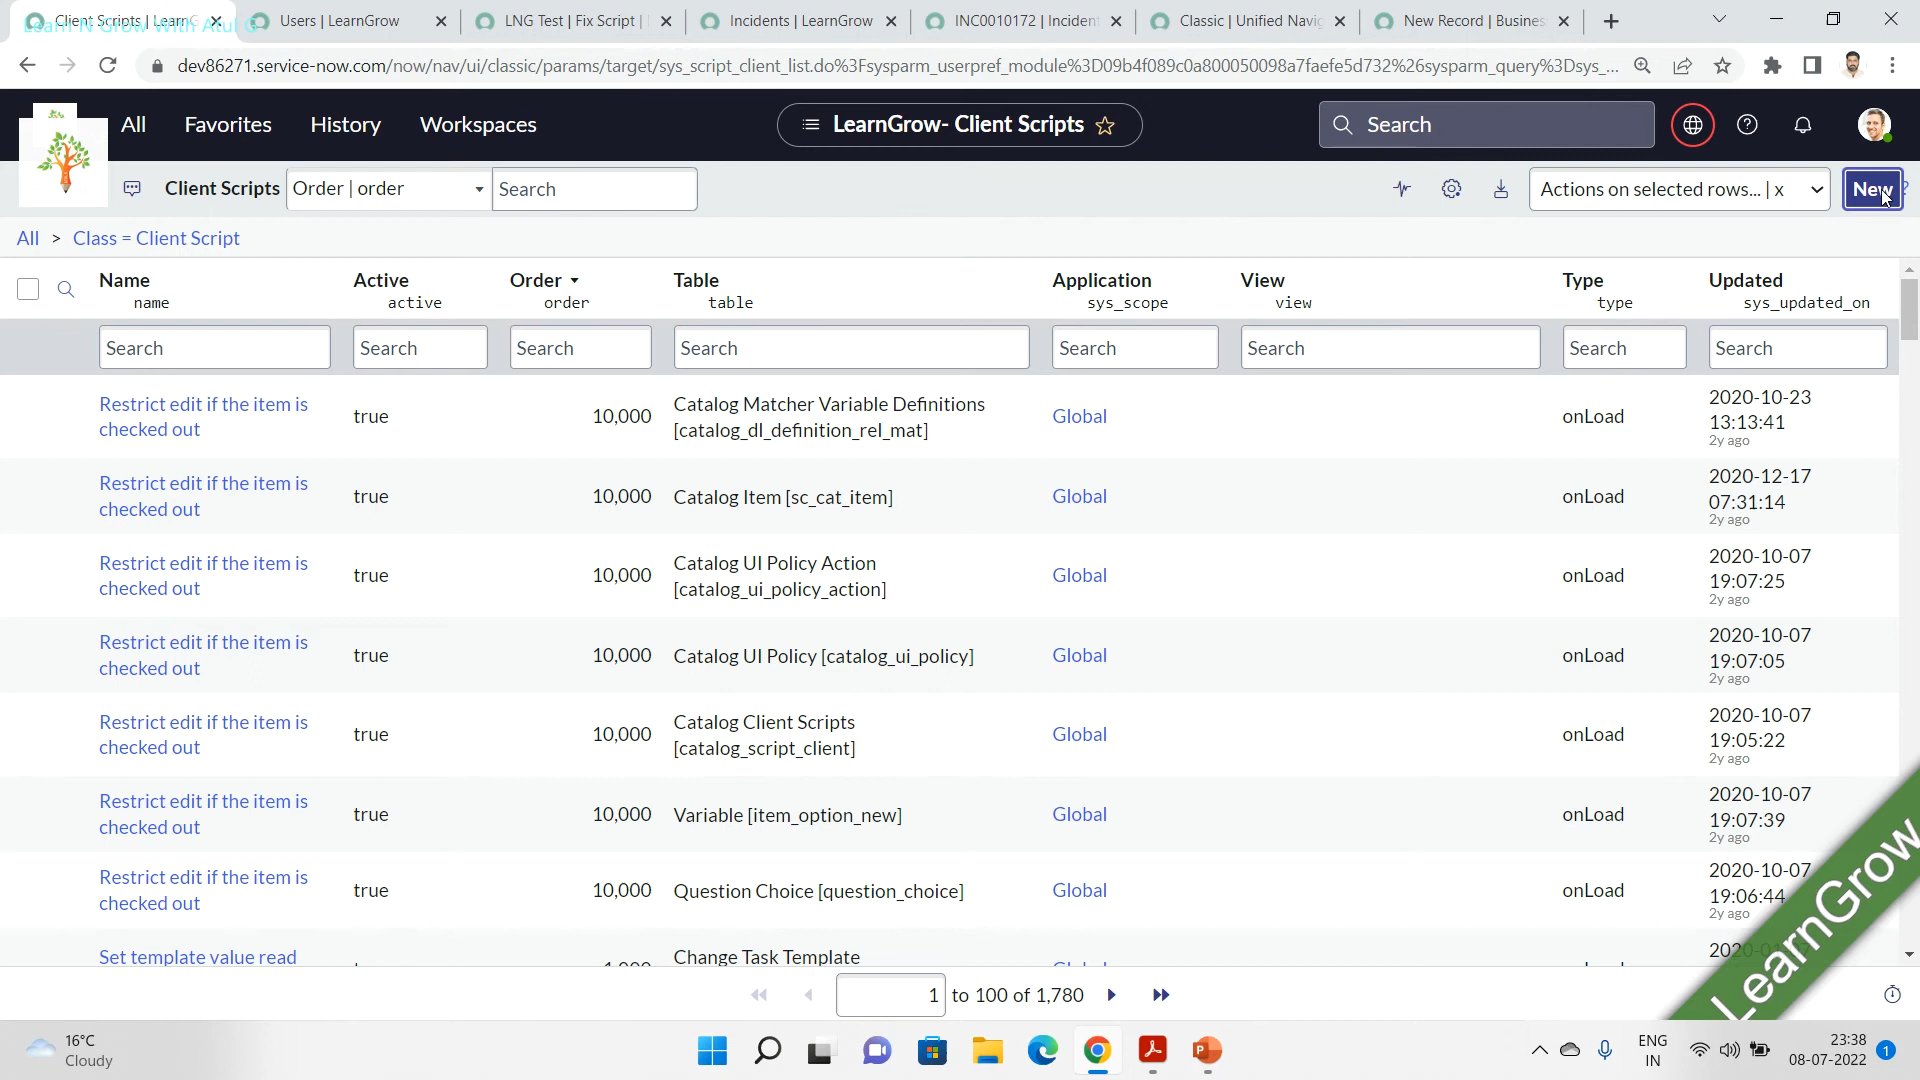 Client Scripts | LearnG
Users | LearnGrow
LNG Test | Fix Script |
Incidents | LearnGrow
INC0010172 | Incident
Classic | Unified Navig
New Record | Busines
Learn N Grow With Atul G
dev86271.service-now.com/now/nav/ui/classic/params/target/sys_script_client_list.do%3Fsysparm_userpref_module%3D09b4f089c0a800050098a7faefe5d732%26sysparm_query%3Dsys_...
All Favorites History Workspaces LearnGrow- Client Scripts Search
Client Scripts Order | order Search Actions on selected rows... | x New
All > Class = Client Script
Name Active Order Table Application View Type Updated
name active order table sys_scope view type sys_updated_on
Search Search Search Search Search Search Search Search
Restrict edit if the item is checked out true 10,000 Catalog Matcher Variable Definitions [catalog_dl_definition_rel_mat] Global onLoad 2020-10-23 13:13:41 2y ago
Restrict edit if the item is checked out true 10,000 Catalog Item [sc_cat_item] Global onLoad 2020-12-17 07:31:14 2y ago
Restrict edit if the item is checked out true 10,000 Catalog UI Policy Action [catalog_ui_policy_action] Global onLoad 2020-10-07 19:07:25 2y ago
Restrict edit if the item is checked out true 10,000 Catalog UI Policy [catalog_ui_policy] Global onLoad 2020-10-07 19:07:05 2y ago
Restrict edit if the item is checked out true 10,000 Catalog Client Scripts [catalog_script_client] Global onLoad 2020-10-07 19:05:22 2y ago
Restrict edit if the item is checked out true 10,000 Variable [item_option_new] Global onLoad 2020-10-07 19:07:39 2y ago
Restrict edit if the item is checked out true 10,000 Question Choice [question_choice] Global onLoad 2020-10-07 19:06:44 2y ago
Set template value read Change Task Template
LearnGrow
1 to 100 of 1,780
16°C
Cloudy
ENG
IN
23:38
08-07-2022
1